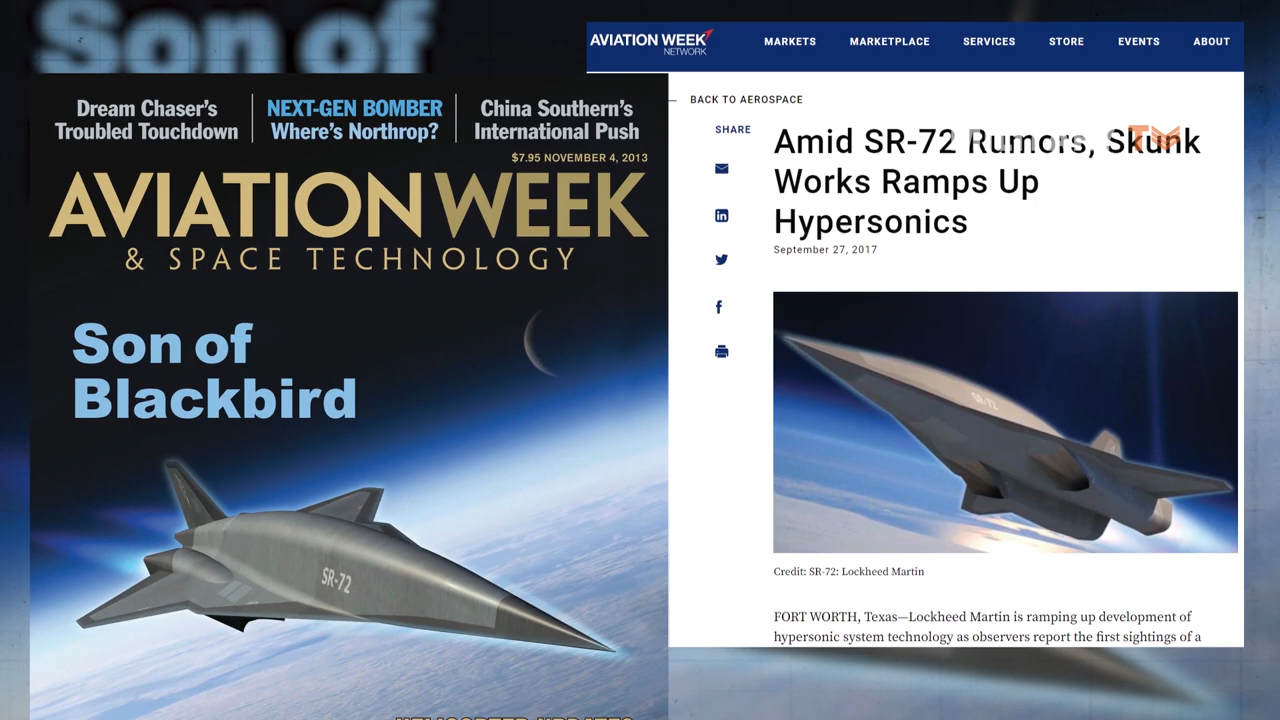 Son of
Dream Chaser's
Troubled Touchdown
NEXT-GEN BOMBER
Where's Northrop?
China Southern's
International Push
$7.95 NOVEMBER 4, 2013
AVIATION WEEK
& SPACE TECHNOLOGY
Son of
Blackbird
SR-72
AVIATION WEEK
NETWORK
MARKETS MARKETPLACE SERVICES STORE EVENTS ABOUT
BACK TO AEROSPACE
SHARE
Amid SR-72 Rumors, Skunk
Works Ramps Up
Hypersonics
September 27, 2017
SR-72
Credit: SR-72: Lockheed Martin
FORT WORTH, Texas—Lockheed Martin is ramping up development of
hypersonic system technology as observers report the first sightings of a